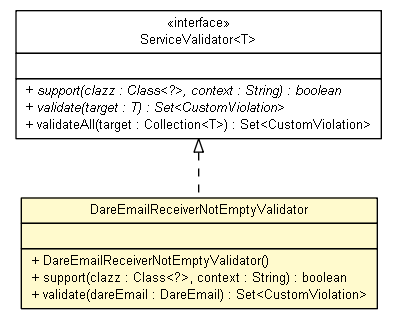 «interface»
ServiceValidator<T>
+ support(clazz : Class<?>, context : String) : boolean
+ validate(target : T) : Set<CustomViolation>
+ validateAll(target : Collection<T>) : Set<CustomViolation>
DareEmailReceiverNotEmptyValidator
+ DareEmailReceiverNotEmptyValidator()
+ support(clazz : Class<?>, context : String) : boolean
+ validate(dareEmail : DareEmail) : Set<CustomViolation>